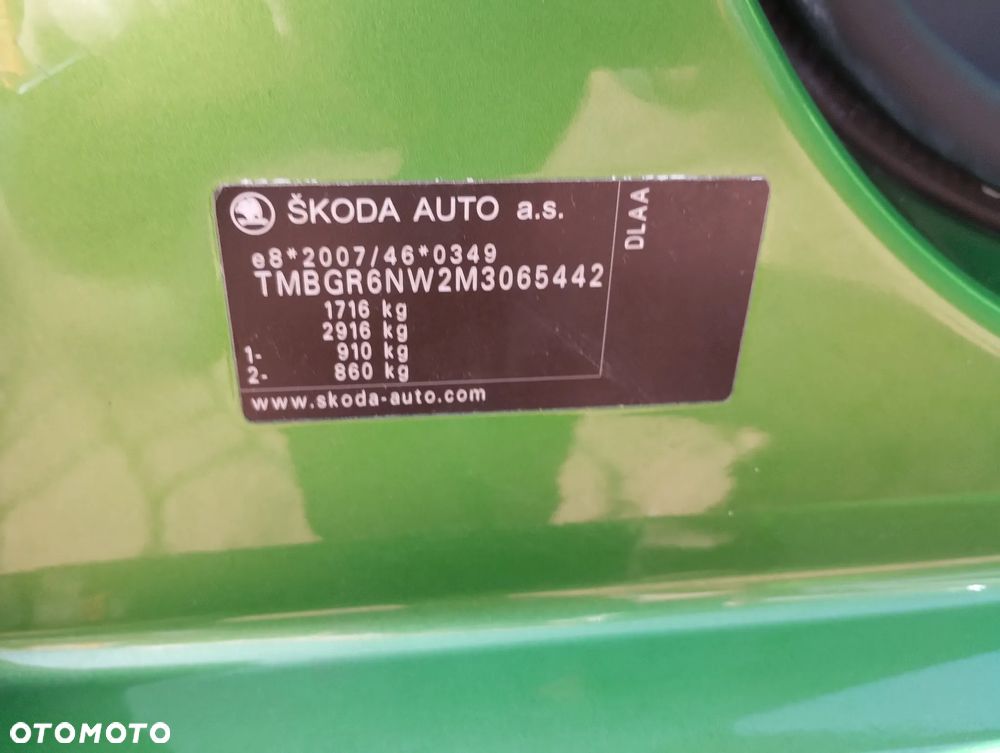 ŠKODA AUTO a.s.
DLAA
e8*2007/46*0349
TMBGR6NW2M3065442
1716 kg
2916 kg
1- 910 kg
2- 860 kg
www.skoda-auto.com
OTOMOTO